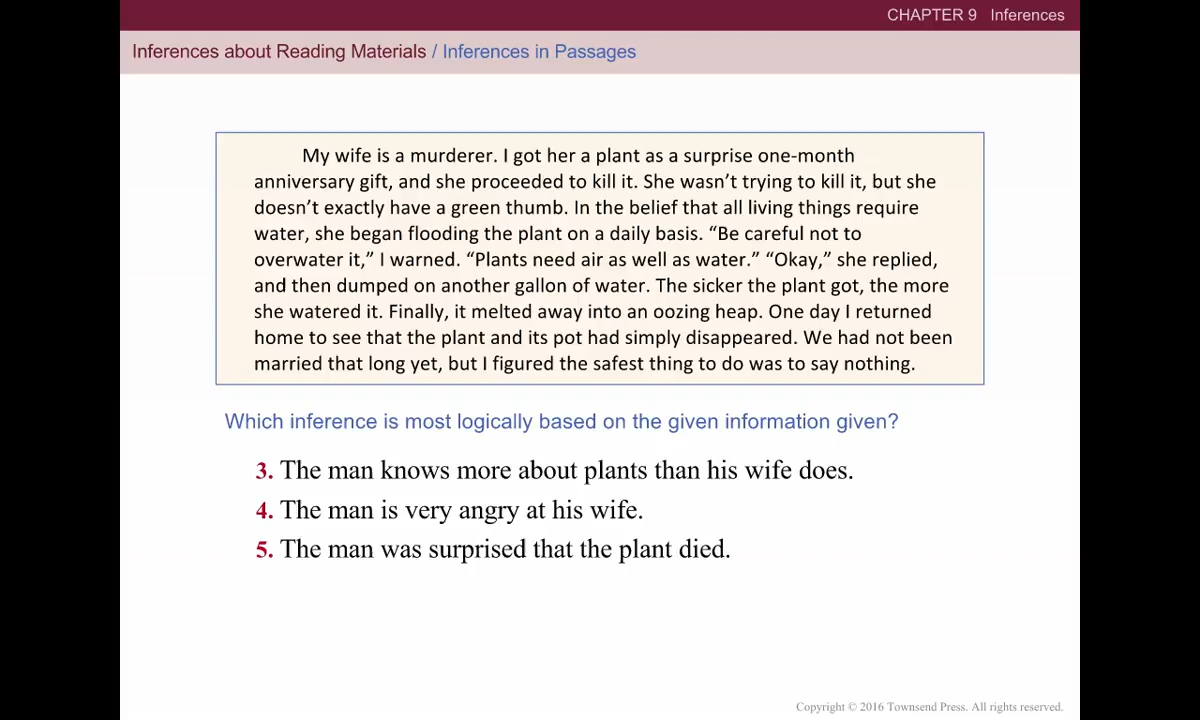 CHAPTER 9 Inferences
Inferences about Reading Materials / Inferences in Passages
My wife is a murderer. I got her a plant as a surprise one-month
anniversary gift, and she proceeded to kill it. She wasn’t trying to kill it, but she
doesn’t exactly have a green thumb. In the belief that all living things require
water, she began flooding the plant on a daily basis. “Be careful not to
overwater it,” I warned. “Plants need air as well as water.” “Okay,” she replied,
and then dumped on another gallon of water. The sicker the plant got, the more
she watered it. Finally, it melted away into an oozing heap. One day I returned
home to see that the plant and its pot had simply disappeared. We had not been
married that long yet, but I figured the safest thing to do was to say nothing.
Which inference is most logically based on the given information given?
3. The man knows more about plants than his wife does.
4. The man is very angry at his wife.
5. The man was surprised that the plant died.
Copyright © 2016 Townsend Press. All rights reserved.